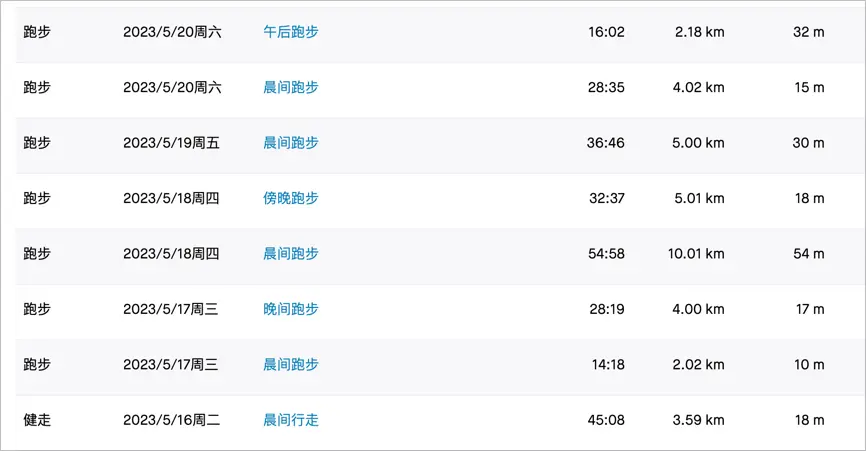 跑步 2023/5/20周六 午后跑步 16:02 2.18 km 32 m
跑步 2023/5/20周六 晨间跑步 28:35 4.02 km 15 m
跑步 2023/5/19周五 晨间跑步 36:46 5.00 km 30 m
跑步 2023/5/18周四 傍晚跑步 32:37 5.01 km 18 m
跑步 2023/5/18周四 晨间跑步 54:58 10.01 km 54 m
跑步 2023/5/17周三 晚间跑步 28:19 4.00 km 17 m
跑步 2023/5/17周三 晨间跑步 14:18 2.02 km 10 m
健走 2023/5/16周二 晨间行走 45:08 3.59 km 18 m